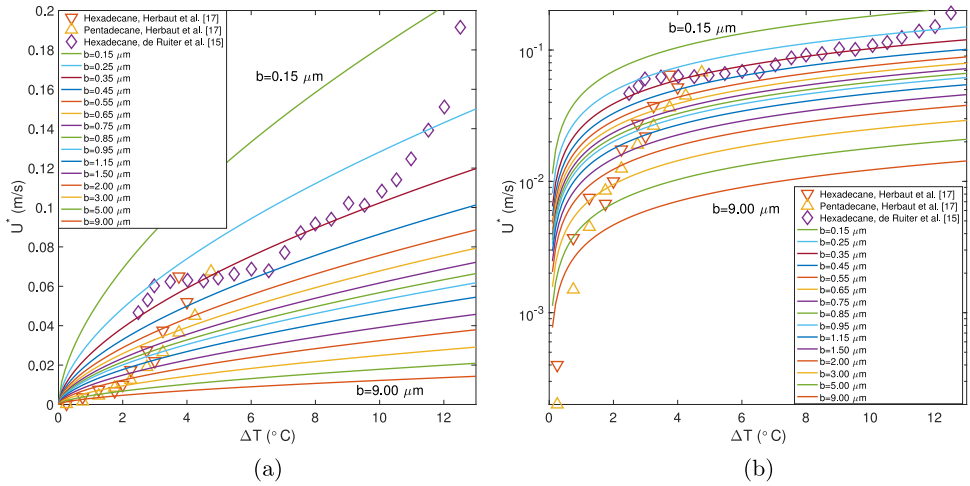 0.2
0.18
0.16
0.14
0.12
0.1
0.08
0.06
0.04
0.02
0
U* (m/s)
Hexadecane, Herbaut et al. [17]
Pentadecane, Herbaut et al. [17]
Hexadecane, de Ruiter et al. [15]
b=0.15 μm
b=0.25 μm
b=0.35 μm
b=0.45 μm
b=0.55 μm
b=0.65 μm
b=0.75 μm
b=0.85 μm
b=0.95 μm
b=1.15 μm
b=1.50 μm
b=2.00 μm
b=3.00 μm
b=5.00 μm
b=9.00 μm
b=0.15 μm
b=9.00 μm
0 2 4 6 8 10 12
ΔT (° C)
(a)
10⁻¹
10⁻²
10⁻³
U* (m/s)
b=0.15 μm
b=9.00 μm
Hexadecane, Herbaut et al. [17]
Pentadecane, Herbaut et al. [17]
Hexadecane, de Ruiter et al. [15]
b=0.15 μm
b=0.25 μm
b=0.35 μm
b=0.45 μm
b=0.55 μm
b=0.65 μm
b=0.75 μm
b=0.85 μm
b=0.95 μm
b=1.15 μm
b=1.50 μm
b=2.00 μm
b=3.00 μm
b=5.00 μm
b=9.00 μm
0 2 4 6 8 10 12
ΔT (° C)
(b)